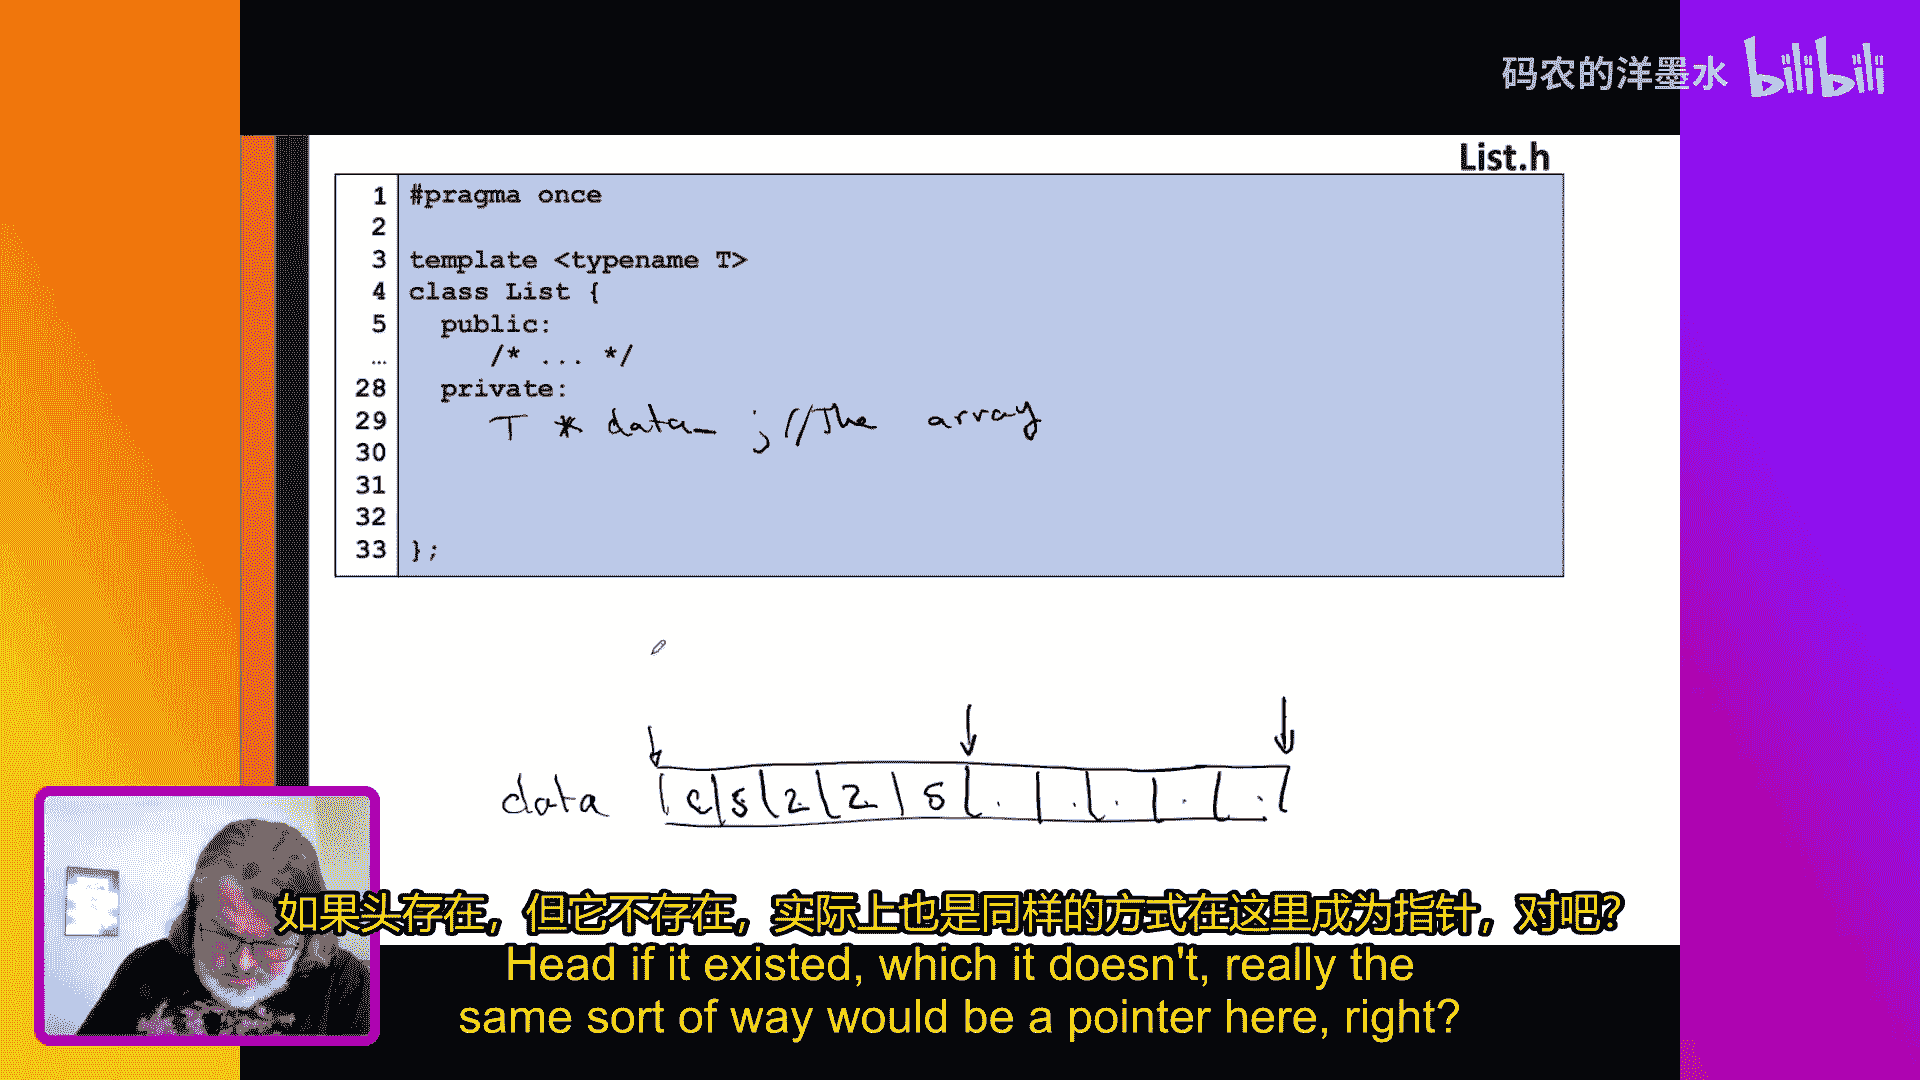 码农的洋墨水 bilibili
List.h
1 #pragma once
2
3 template <typename T>
4 class List {
5 public:
... /* ... */
28 private:
29 T * data_ ; //The array
30
31
32
33 };
data c s 2 2 5 . . . . .
如果头存在，但它不存在，实际上也是同样的方式在这里成为指针，对吧？
Head if it existed, which it doesn't, really the
same sort of way would be a pointer here, right?